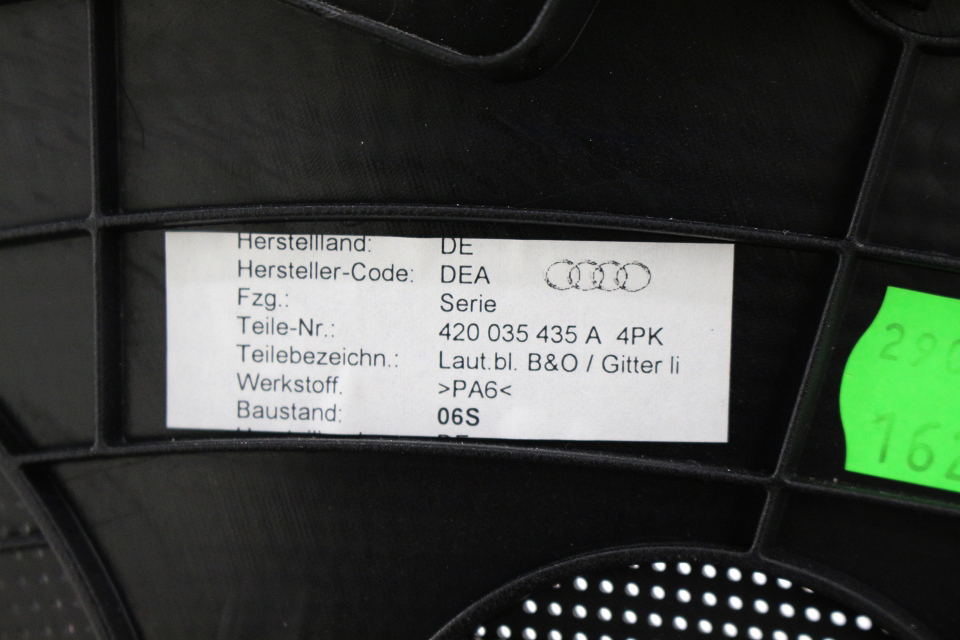 Herstellland: DE
Hersteller-Code: DEA
Fzg.: Serie
Teile-Nr.: 420 035 435 A 4PK
Teilebezeichn.: Laut.bl. B&O / Gitter li
Werkstoff. >PA6<
Baustand: 06S